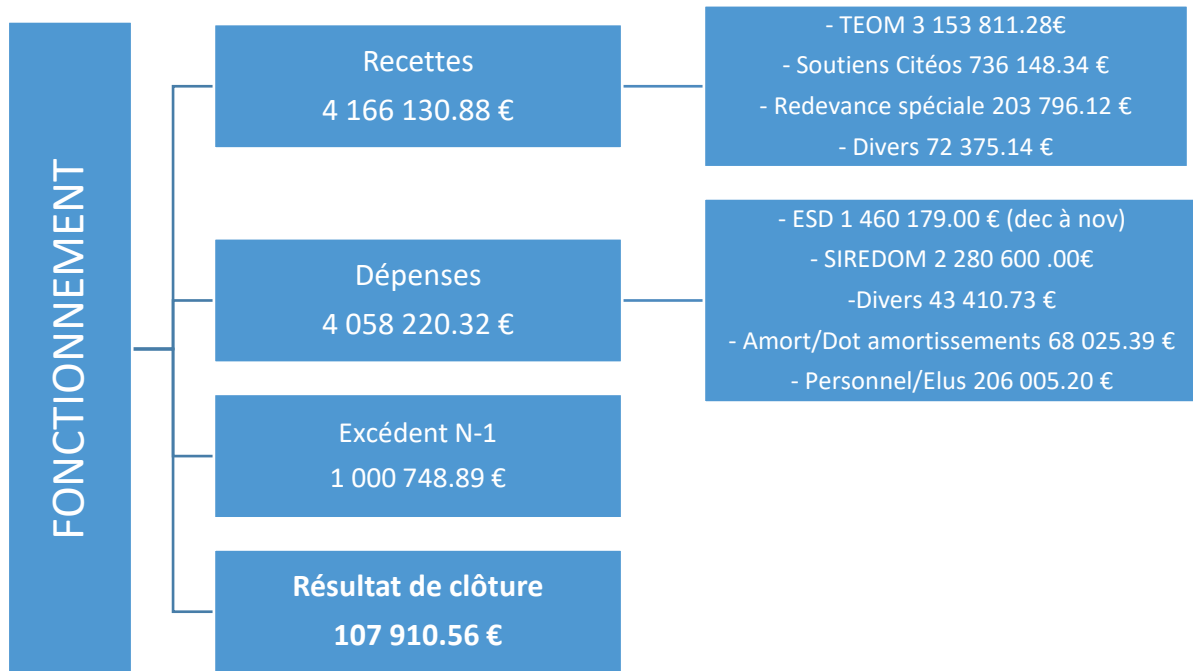 FONCTIONNEMENT
Recettes
4 166 130.88 €
- TEOM 3 153 811.28€
- Soutiens Citéos 736 148.34 €
- Redevance spéciale 203 796.12 €
- Divers 72 375.14 €
Dépenses
4 058 220.32 €
- ESD 1 460 179.00 € (dec à nov)
- SIREDOM 2 280 600 .00€
-Divers 43 410.73 €
- Amort/Dot amortissements 68 025.39 €
- Personnel/Elus 206 005.20 €
Excédent N-1
1 000 748.89 €
Résultat de clôture
107 910.56 €